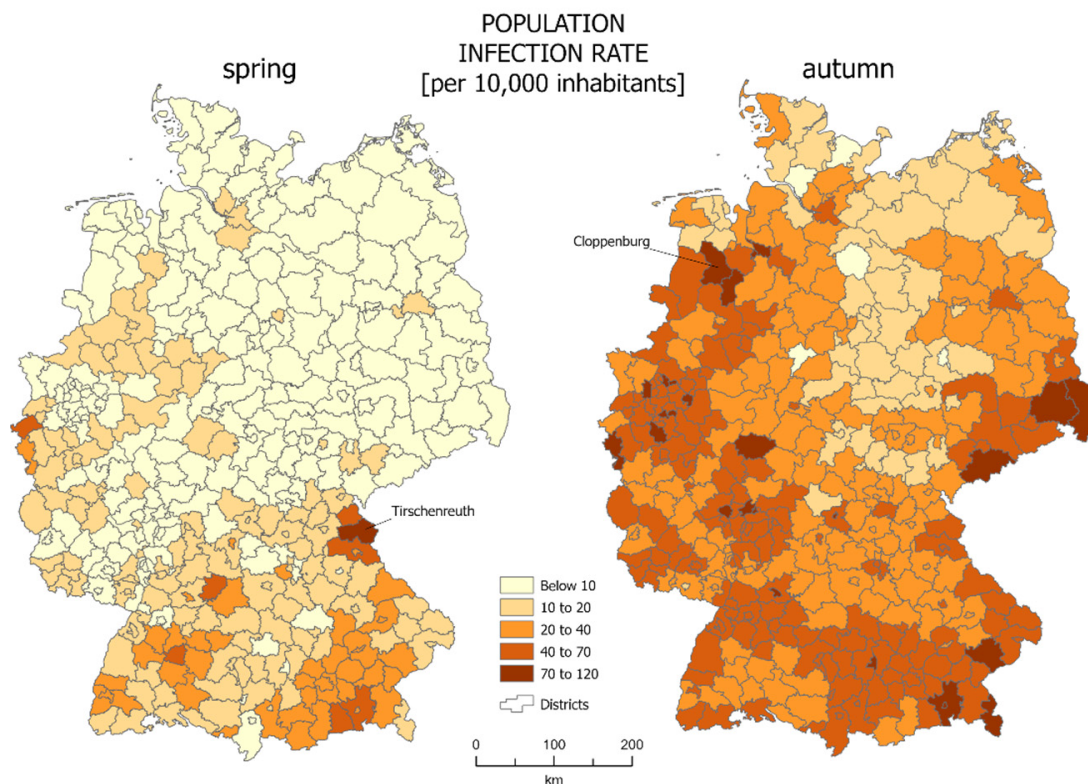 POPULATION
INFECTION RATE
[per 10,000 inhabitants]
spring
autumn
Cloppenburg
Tirschenreuth
Below 10
10 to 20
20 to 40
40 to 70
70 to 120
Districts
0 100 200
km